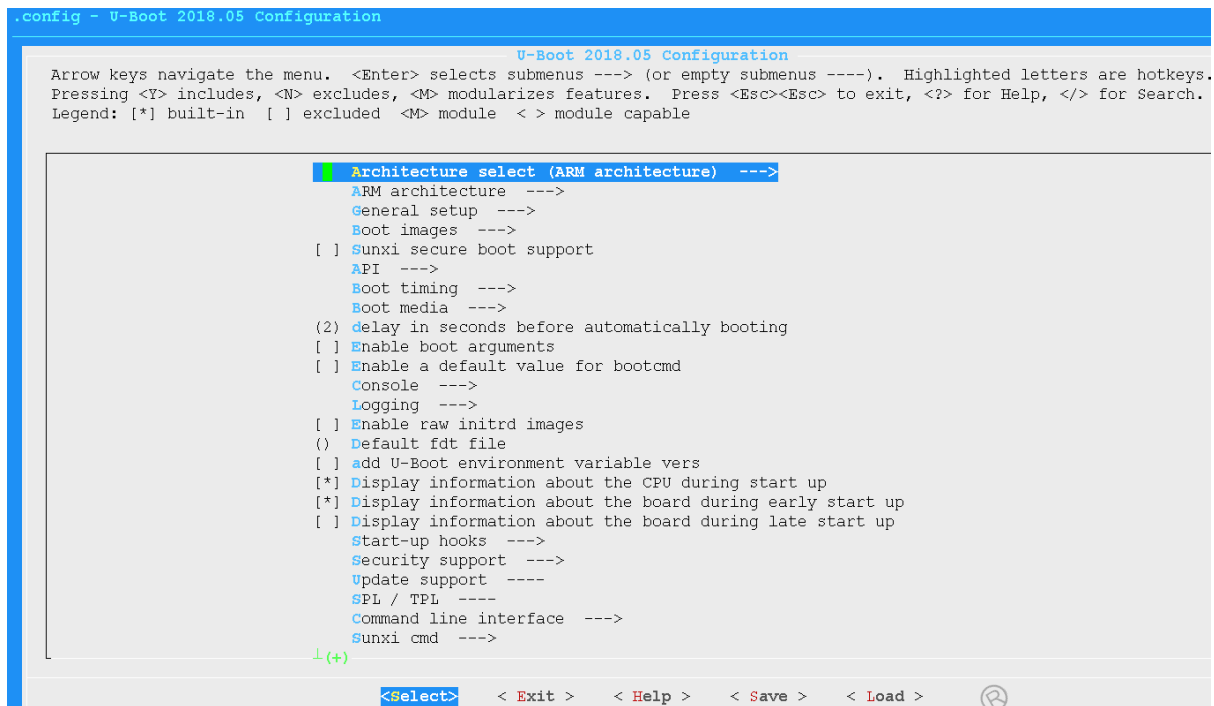 .config - U-Boot 2018.05 Configuration
U-Boot 2018.05 Configuration
Arrow keys navigate the menu.  <Enter> selects submenus ---> (or empty submenus ----).  Highlighted letters are hotkeys.
Pressing <Y> includes, <N> excludes, <M> modularizes features.  Press <Esc><Esc> to exit, <?> for Help, </> for Search.
Legend: [*] built-in  [ ] excluded  <M> module  < > module capable
Architecture select (ARM architecture)  --->
ARM architecture  --->
General setup  --->
Boot images  --->
[ ] Sunxi secure boot support
API  --->
Boot timing  --->
Boot media  --->
(2) delay in seconds before automatically booting
[ ] Enable boot arguments
[ ] Enable a default value for bootcmd
Console  --->
Logging  --->
[ ] Enable raw initrd images
()  Default fdt file
[ ] add U-Boot environment variable vers
[*] Display information about the CPU during start up
[*] Display information about the board during early start up
[ ] Display information about the board during late start up
Start-up hooks  --->
Security support  --->
Update support  ----
SPL / TPL  ----
Command line interface  --->
Sunxi cmd  --->
┴(+)
<Select>    < Exit >    < Help >    < Save >    < Load >